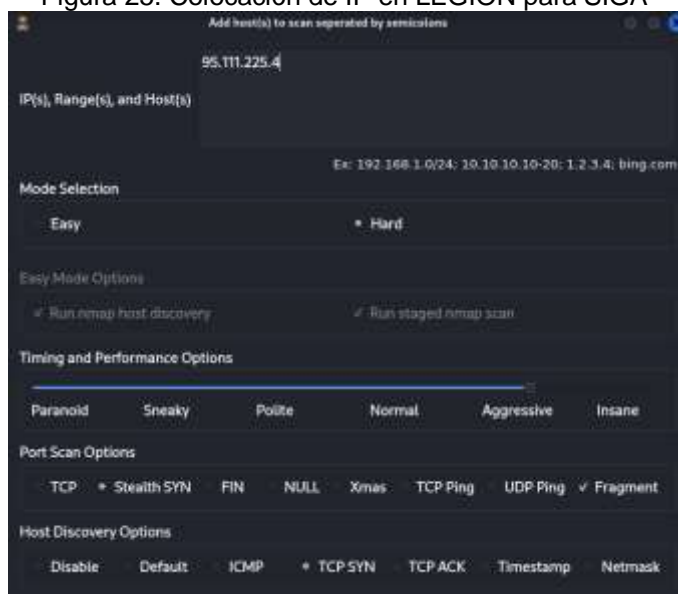 Figura 25. Colocación de IP en LEGION para SIGA
Add host(s) to scan seperated by semicolons
95.111.225.4
IP(s), Range(s), and Host(s)
Ex: 192.168.1.0/24; 10.10.10.10-20; 1.2.3.4; bing.com
Mode Selection
Easy Hard
Easy Mode Options
Run nmap host discovery Run staged nmap scan
Timing and Performance Options
Paranoid Sneaky Polite Normal Aggressive Insane
Port Scan Options
TCP Stealth SYN FIN NULL Xmas TCP Ping UDP Ping Fragment
Host Discovery Options
Disable Default ICMP TCP SYN TCP ACK Timestamp Netmask